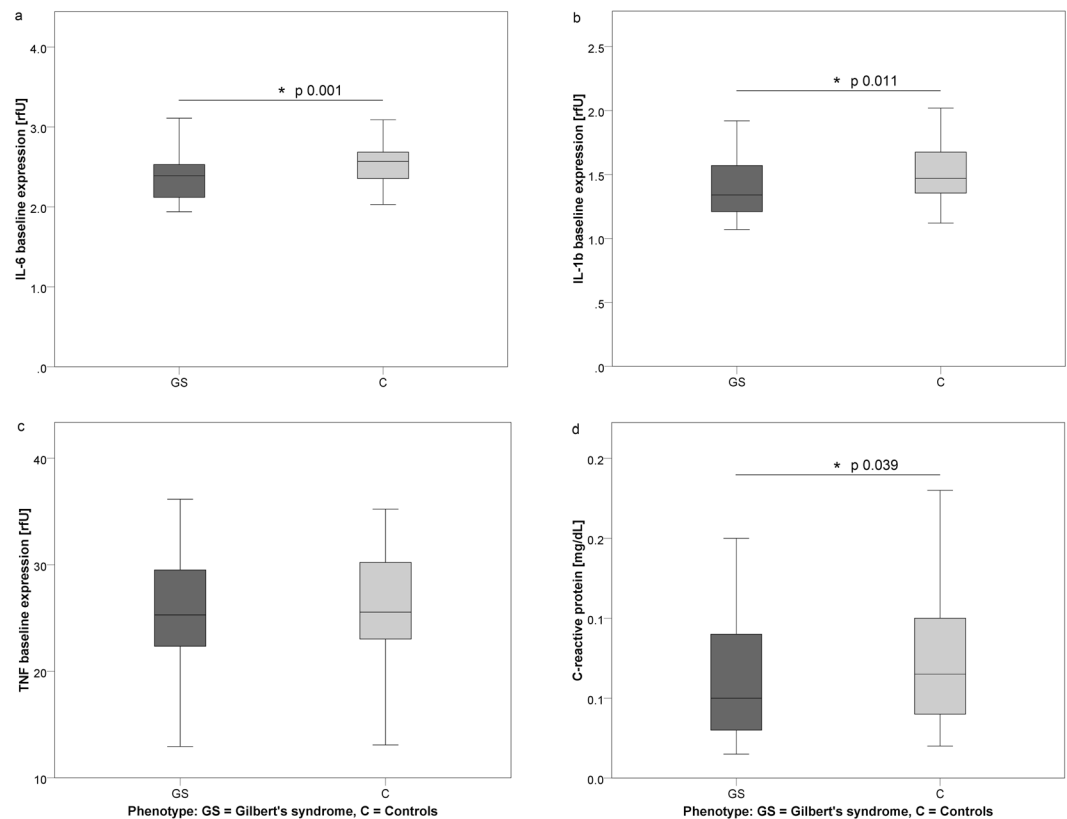 a
IL-6 baseline expression [rfU]
4.0
3.0
2.0
1.0
.0
* p 0.001
GS
C
b
IL-1b baseline expression [rfU]
2.5
2.0
1.5
1.0
.5
.0
* p 0.011
GS
C
c
TNF baseline expression [rfU]
40
30
20
10
GS
C
Phenotype: GS = Gilbert's syndrome, C = Controls
d
C-reactive protein [mg/dL]
0.2
0.2
0.1
0.1
0.0
* p 0.039
GS
C
Phenotype: GS = Gilbert's syndrome, C = Controls